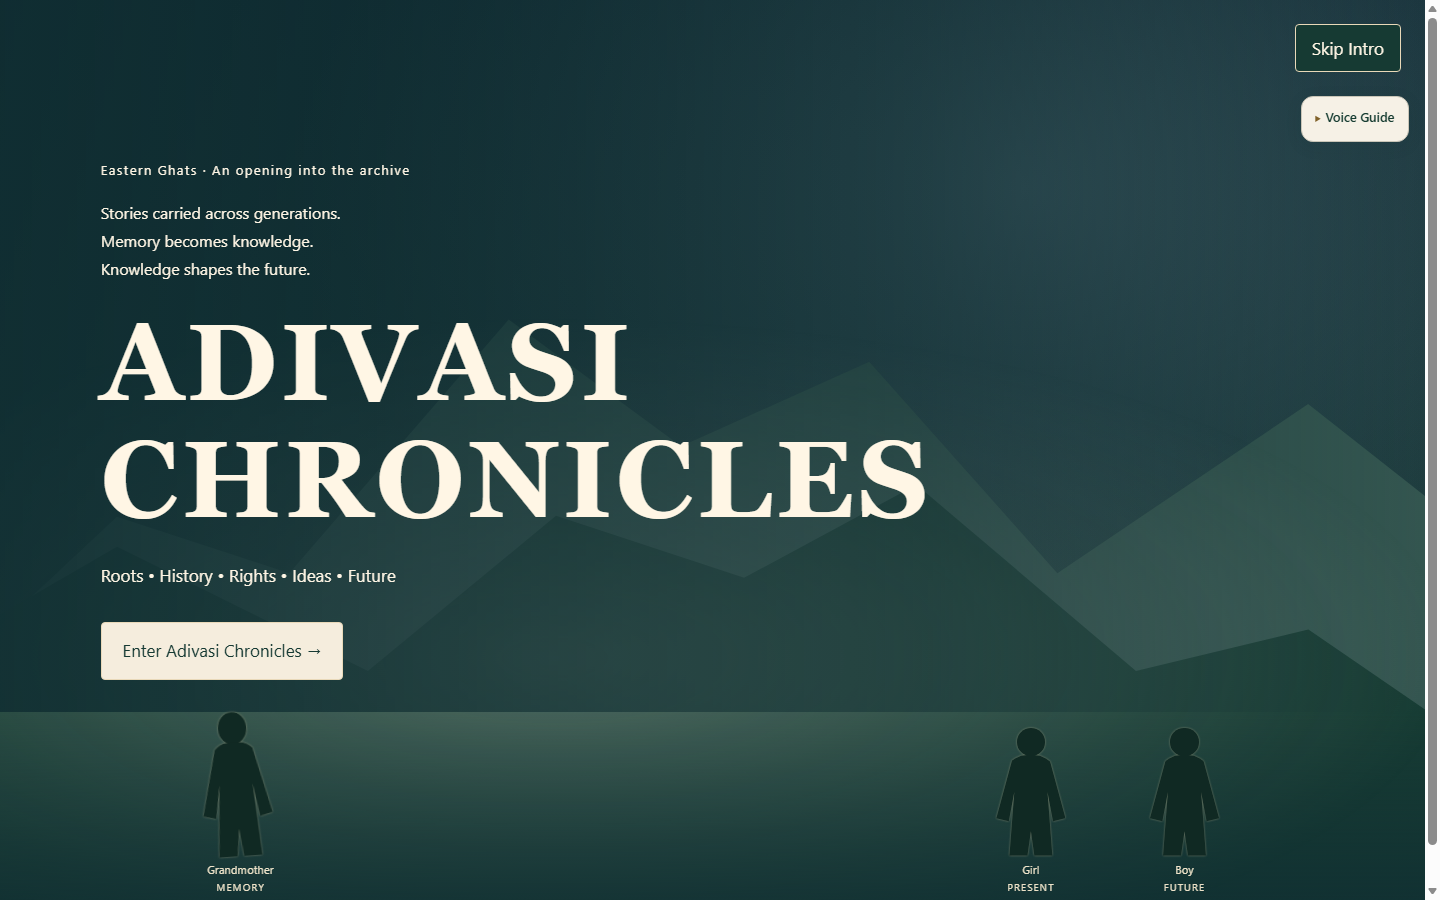 Skip Intro
▸ Voice Guide
Eastern Ghats · An opening into the archive
Stories carried across generations.
Memory becomes knowledge.
Knowledge shapes the future.
ADIVASI
CHRONICLES
Roots • History • Rights • Ideas • Future
Enter Adivasi Chronicles →
Grandmother
MEMORY
Girl
PRESENT
Boy
FUTURE